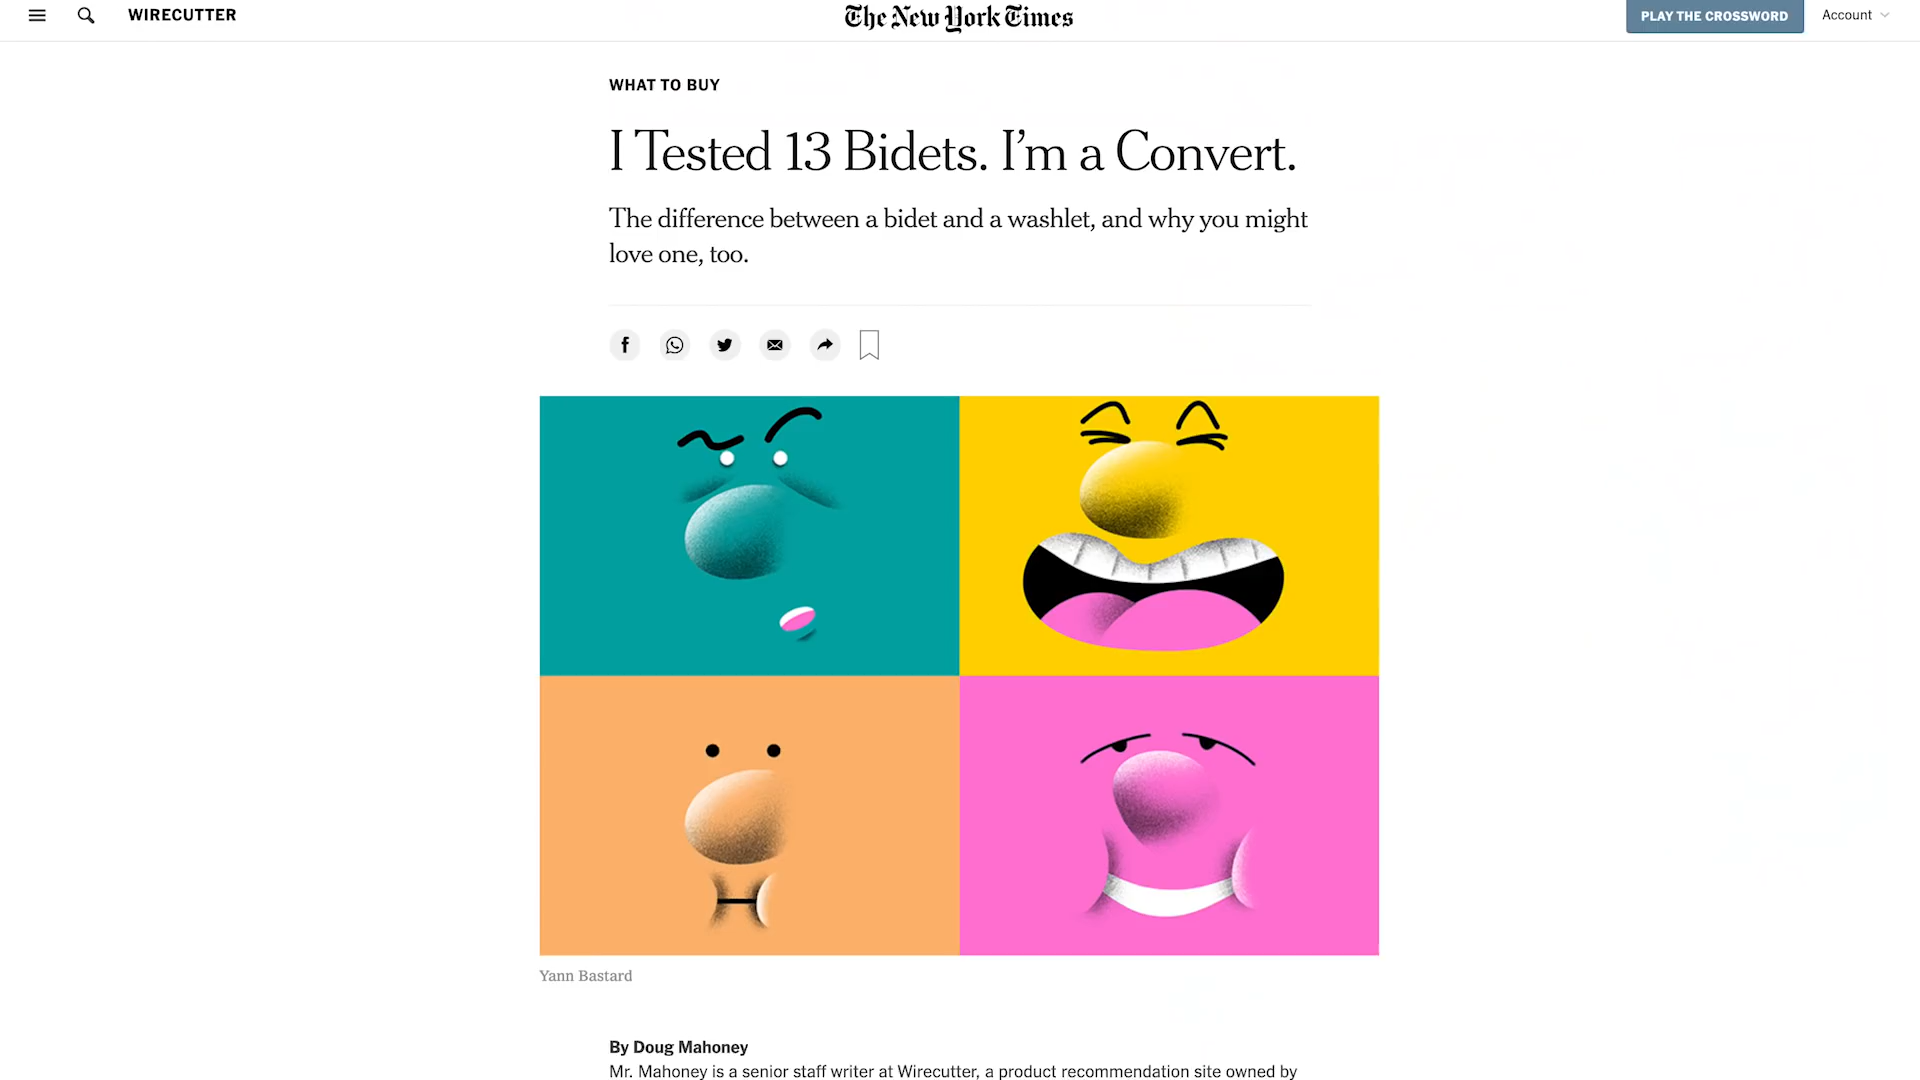 WIRECUTTER
The New York Times
PLAY THE CROSSWORD
Account
WHAT TO BUY
I Tested 13 Bidets. I’m a Convert.
The difference between a bidet and a washlet, and why you might
love one, too.
Yann Bastard
By Doug Mahoney
Mr. Mahoney is a senior staff writer at Wirecutter, a product recommendation site owned by